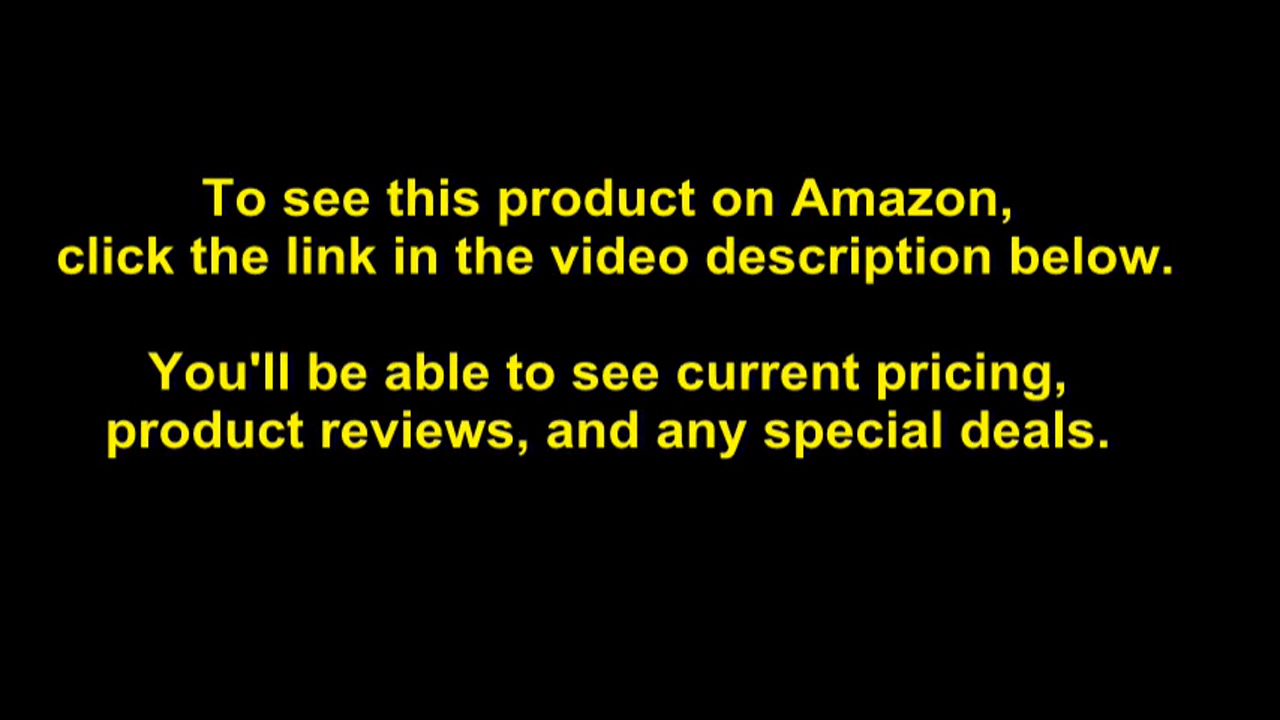 To see this product on Amazon,
click the link in the video description below.
You'll be able to see current pricing,
product reviews, and any special deals.